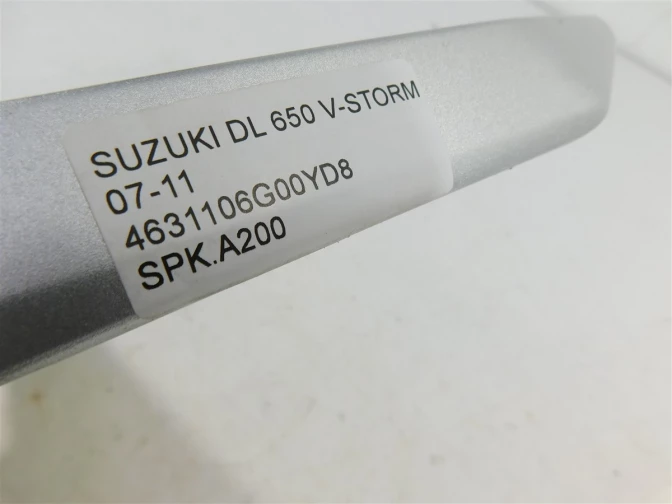 SUZUKI DL 650 V-STORM
07-11
4631106G00YD8
SPK.A200